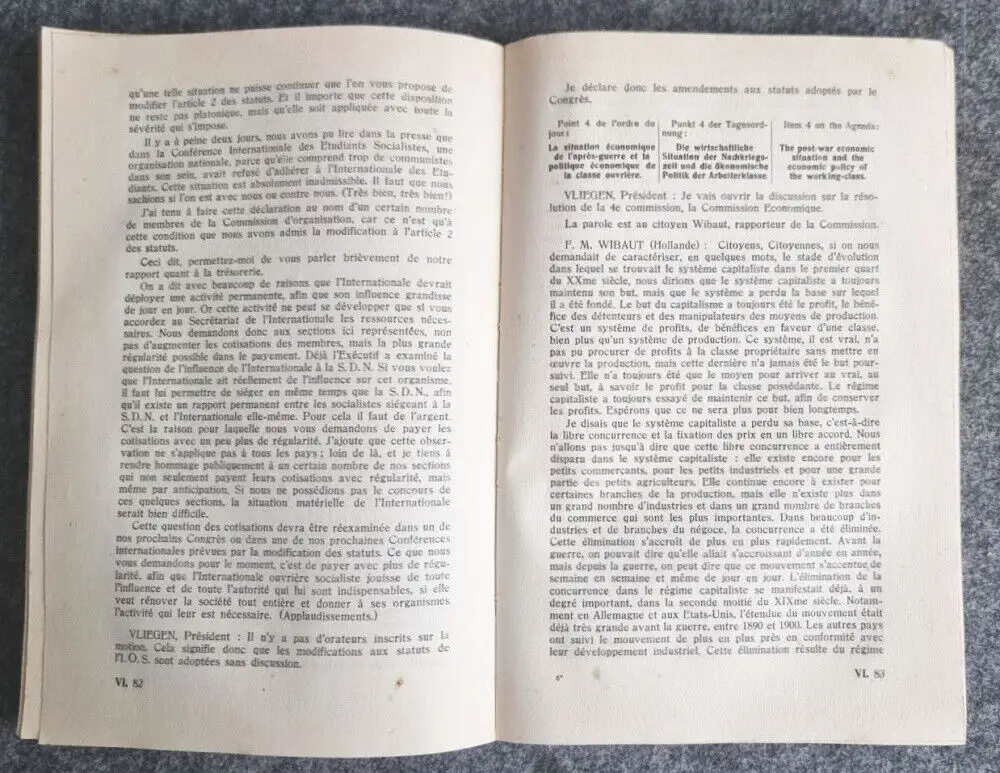 qu'une telle situation ne puisse continuer que l'on vous propose de
modifier l'article 2 des statuts. Et il importe que cette disposition
ne reste pas platonique, mais qu'elle soit appliquée avec toute la
sévérité qui s'impose.
Il y a à peine deux jours, nous avons pu lire dans la presse que
dans la Conférence Internationale des Etudiants Socialistes, une
organisation nationale, parce qu'elle comprend trop de communistes
dans son sein, avait refusé d'adhérer à l'Internationale des Etu-
diants. Cette situation est absolument inadmissible. Il faut que nous
sachions si l'on est avec nous ou contre nous. (Très bien, très bien!)
J'ai tenu à faire cette déclaration au nom d'un certain nombre
de membres de la Commission d'organisation, car ce n'est qu'à
cette condition que nous avons admis la modification à l'article 2
des statuts.
Ceci dit, permettez-moi de vous parler brièvement de notre
rapport quant à la trésorerie.
On a dit avec beaucoup de raisons que l'Internationale devrait
déployer une activité permanente, afin que son influence grandisse
de jour en jour. Or cette activité ne peut se développer que si vous
accordez au Secrétariat de l'Internationale les ressources néces-
saires. Nous demandons donc aux sections ici représentées, non
pas d'augmenter les cotisations des membres, mais la plus grande
régularité possible dans le payement. Déjà l'Exécutif a examiné la
question de l'influence de l'Internationale à la S.D.N. Si vous voulez
que l'Internationale ait réellement de l'influence sur cet organisme,
il faut lui permettre de siéger en même temps que la S.D.N., afin
qu'il existe un rapport permanent entre les socialistes siégeant à la
S.D.N. et l'Internationale elle-même. Pour cela il faut de l'argent.
C'est la raison pour laquelle nous vous demandons de payer les
cotisations avec un peu plus de régularité. J'ajoute que cette obser-
vation ne s'applique pas à tous les pays; loin de là, et je tiens à
rendre hommage publiquement à un certain nombre de nos sections
qui non seulement payent leurs cotisations avec régularité, mais
même par anticipation. Si nous ne possédions pas le concours de
ces quelques sections, la situation matérielle de l'Internationale
serait bien difficile.
Cette question des cotisations devra être réexaminée dans un de
nos prochains Congrès ou dans une de nos prochaines Conférences
internationales prévues par la modification des statuts. Ce que nous
vous demandons pour le moment, c'est de payer avec plus de régu-
larité, afin que l'Internationale ouvrière socialiste jouisse de toute
l'influence et de toute l'autorité qui lui sont indispensables, si elle
veut rénover la société tout entière et donner à ses organismes
l'activité qui leur est nécessaire. (Applaudissements.)
VLIEGEN, Président : Il n'y a pas d'orateurs inscrits sur la
motion. Cela signifie donc que les modifications aux statuts de
l'I.O.S. sont adoptées sans discussion.
VI. 82
Je déclare donc les amendements aux statuts adoptés par le
Congrès.
Point 4 de l'ordre du
jour :
La situation économique
de l'après-guerre et la
politique économique de
la classe ouvrière.
Punkt 4 der Tagesord-
nung :
Die wirtschaftliche
Situation der Nachkriegs-
zeit und die ökonomische
Politik der Arbeiterklasse.
Item 4 on the Agenda:
The post-war economic
situation and the
economic policy of
the working-class.
VLIEGEN, Président : Je vais ouvrir la discussion sur la réso-
lution de la 4e commission, la Commission Economique.
La parole est au citoyen Wibaut, rapporteur de la Commission.
F. M. WIBAUT (Hollande) : Citoyens, Citoyennes, si on nous
demandait de caractériser, en quelques mots, le stade d'évolution
dans lequel se trouvait le système capitaliste dans le premier quart
du XXme siècle, nous dirions que le système capitaliste a toujours
maintenu son but, mais que le système a perdu la base sur lequel
il a été fondé. Le but du capitalisme a toujours été le profit, le béné-
fice des détenteurs et des manipulateurs des moyens de production.
C'est un système de profits, de bénéfices en faveur d'une classe,
bien plus qu'un système de production. Ce système, il est vrai, n'a
pas pu procurer de profits à la classe propriétaire sans mettre en
œuvre la production, mais cette dernière n'a jamais été le but pour-
suivi. Elle n'a toujours été que le moyen pour arriver au vrai, au
seul but, à savoir le profit pour la classe possédante. Le régime
capitaliste a toujours essayé de maintenir ce but, afin de conserver
les profits. Espérons que ce ne sera plus pour bien longtemps.
Je disais que le système capitaliste a perdu sa base, c'est-à-dire
la libre concurrence et la fixation des prix en un libre accord. Nous
n'allons pas jusqu'à dire que cette libre concurrence a entièrement
disparu dans le système capitaliste : elle existe encore pour les
petits commerçants, pour les petits industriels et pour une grande
partie des petits agriculteurs. Elle continue encore à exister pour
certaines branches de la production, mais elle n'existe plus dans
un grand nombre d'industries et dans un grand nombre de branches
du commerce qui sont les plus importantes. Dans beaucoup d'in-
dustries et de branches du négoce, la concurrence a été éliminée.
Cette élimination s'accroît de plus en plus rapidement. Avant la
guerre, on pouvait dire qu'elle allait s'accroissant d'année en année,
mais depuis la guerre, on peut dire que ce mouvement s'accentue de
semaine en semaine et même de jour en jour. L'élimination de la
concurrence dans le régime capitaliste se manifestait déjà, à un
degré important, dans la seconde moitié du XIXme siècle. Notam-
ment en Allemagne et aux Etats-Unis, l'étendue du mouvement était
déjà très grande avant la guerre, entre 1890 et 1900. Les autres pays
ont suivi le mouvement de plus en plus près en conformité avec
leur développement industriel. Cette élimination résulte du régime
6*
VI. 83